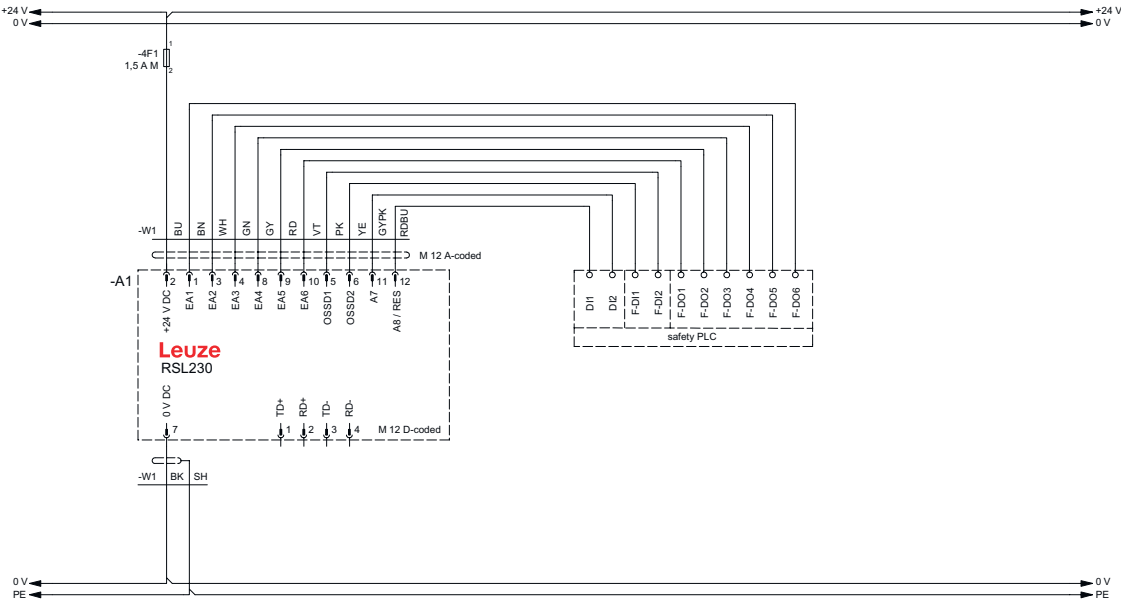 +24 V
+24 V
0 V
0 V
1
-4F1
1,5 A M
2
-W1
BU
BN
WH
GN
GY
RD
VT
PK
YE
GYPK
RDBU
M 12 A-coded
-A1
2
1
3
4
8
9
10
5
6
11
12
+24 V DC
EA1
EA2
EA3
EA4
EA5
EA6
OSSD1
OSSD2
A7
A8 / RES
DI1
DI2
F-DI1
F-DI2
F-DO1
F-DO2
F-DO3
F-DO4
F-DO5
F-DO6
safety PLC
Leuze
RSL230
0 V DC
TD+
RD+
TD-
RD-
7
1
2
3
4
M 12 D-coded
-W1
BK
SH
0 V
0 V
PE
PE